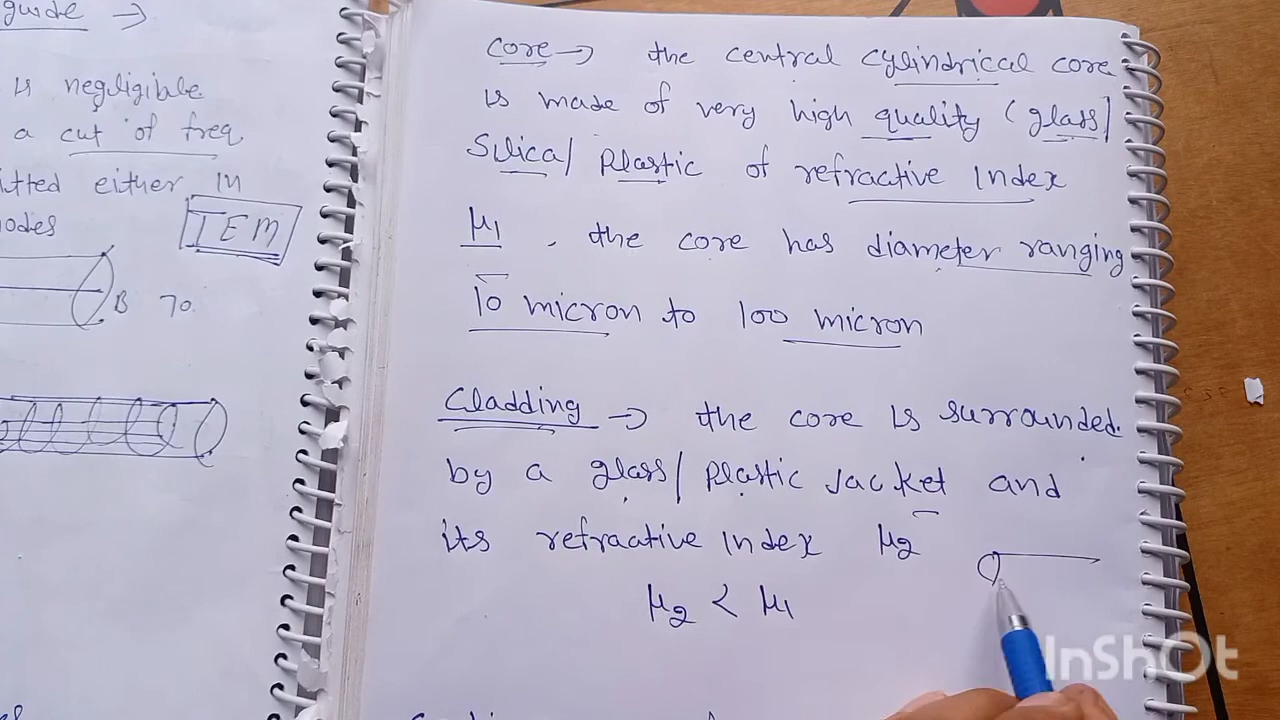 guide →
is negligible
a cut of freq
itted either in
modes
TEM
B 70
Core → the central cylindrical core
is made of very high quality (glass)
Silica/ Plastic of refractive Index
μ1 . the core has diameter ranging
10 micron to 100 micron
Cladding → the core is surrounded.
by a glass/ plastic jacket and
its refractive index μ2
μ2 < μ1
InShOt